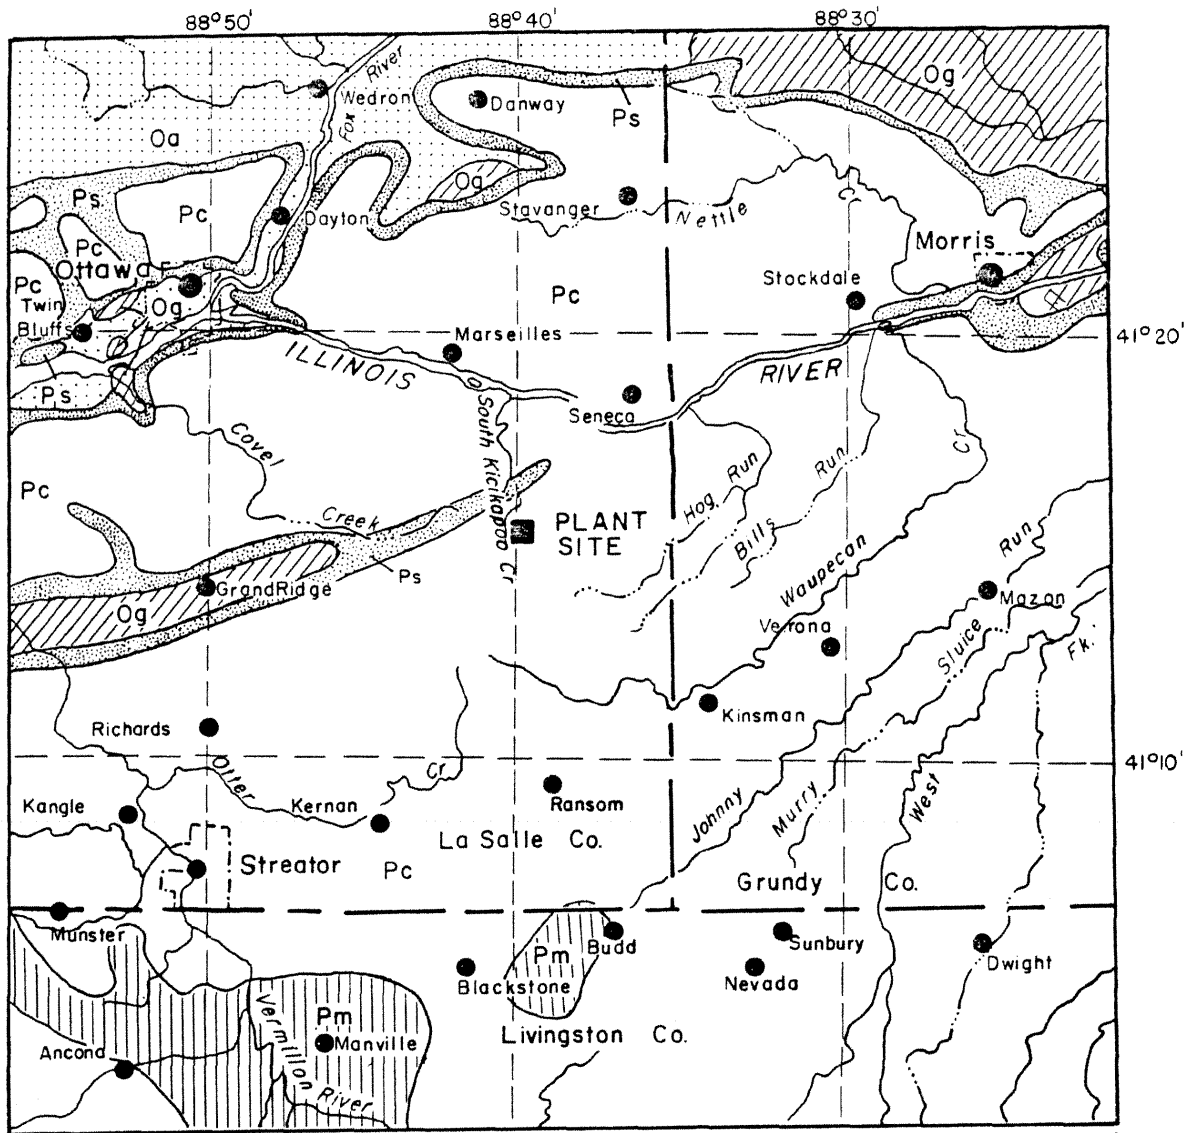 88°50'
88°40'
88°30'
River
Wedron
Fox
Danway
Ps
Og
Oa
Ps
Pc
Dayton
Og
Stavanger
Nettle
Cr
Morris
Pc
Ottawa
Pc
Twin
Bluffs
Og
Pc
Stockdale
Marseilles
41°20'
ILLINOIS
RIVER
Ps
Ps
Seneca
Covel
South Kickapoo Cr
Hog Run
Bills Run
Cr
Pc
Creek
PLANT
SITE
Run
Ps
Waupecan
Grand Ridge
Og
Mazon
Verona
Sluice
Fk.
Kinsman
Richards
Otter
Cr
41°10'
Kangle
Kernan
Ransom
Johnny
Murry
West
La Salle Co.
Streator
Pc
Grundy Co.
Munster
Budd
Sunbury
Pm
Dwight
Blackstone
Nevada
Pm
Livingston Co.
Ancona
Manville
Vermillion River